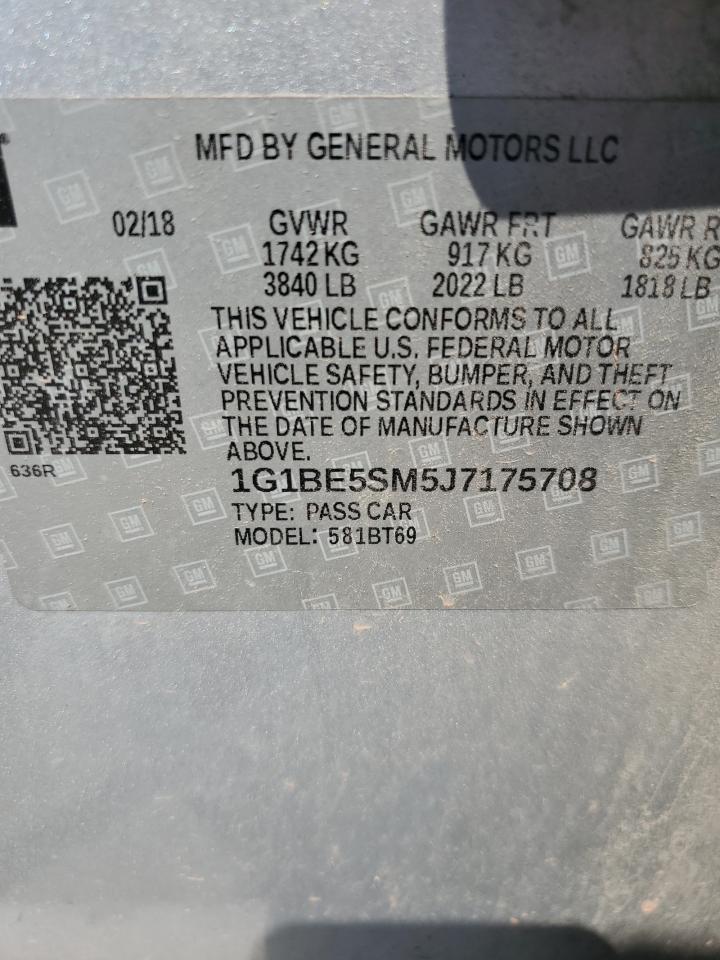 MFD BY GENERAL MOTORS LLC
02/18 GVWR GAWR FRT GAWR R
1742 KG 917 KG 825 KG
3840 LB 2022 LB 1818 LB
THIS VEHICLE CONFORMS TO ALL
APPLICABLE U.S. FEDERAL MOTOR
VEHICLE SAFETY, BUMPER, AND THEFT
PREVENTION STANDARDS IN EFFECT ON
THE DATE OF MANUFACTURE SHOWN
ABOVE.
636R
1G1BE5SM5J7175708
TYPE: PASS CAR
MODEL: 581BT69